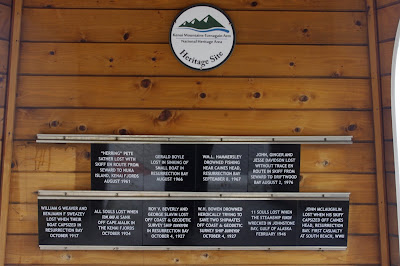 Kenai Mountains-Turnagain Arm
National Heritage Area
Heritage Site
"HERRING" PETE
SATHER LOST WITH
SKIFF EN ROUTE FROM
SEWARD TO NUKA
ISLAND, KENAI FJORDS
AUGUST 1961
GERALD BOYLE
LOST IN SINKING OF
SMALL BOAT IN
RESURRECTION BAY
AUGUST 1966
WM.L. HAMMERSLEY
DROWNED FISHING
NEAR CAINES HEAD,
RESURRECTION BAY
SEPTEMBER 5, 1967
JOHN, GINGER AND
JESSE DAVIDSON LOST
WITHOUT TRACE EN
ROUTE IN SKIFF FROM
SEWARD TO DRIFTWOOD
BAY AUGUST 2, 1976
WILLIAM G WEAVER AND
BENJAMIN F SWEAZEY
LOST WHEN THEIR
BOAT CAPSIZED IN
RESURRECTION BAY
OCTOBER 1917
ALL SOULS LOST WHEN
ON M/B
OFF CAPE AIALIK IN
THE KENAI FJORDS
OCTOBER 1924
ROY V. BEVERLY AND
GEORGE SLAVIN LOST
OFF COAST & GEODETIC
SURVEY SHIP
IN RESURRECTION BAY
OCTOBER 4, 1927
W.H. BOWEN DROWNED
HEROICALLY TRYING TO
SAVE TWO SHIPMATES
OFF COAST & GEODETIC
SURVEY SHIP
OCTOBER 4, 1927
11 SOULS LOST WHEN
THE STEAMSHIP
WRECKED IN JOHNSTONE
BAY, GULF OF ALASKA
FEBRUARY 1946
JOHN MCLAUGHLIN
LOST WHEN HIS SKIFF
CAPSIZED OFF CAINES
HEAD, RESURRECTION
BAY. FIRST CASUALTY
AT SOUTH BEACH, WWII